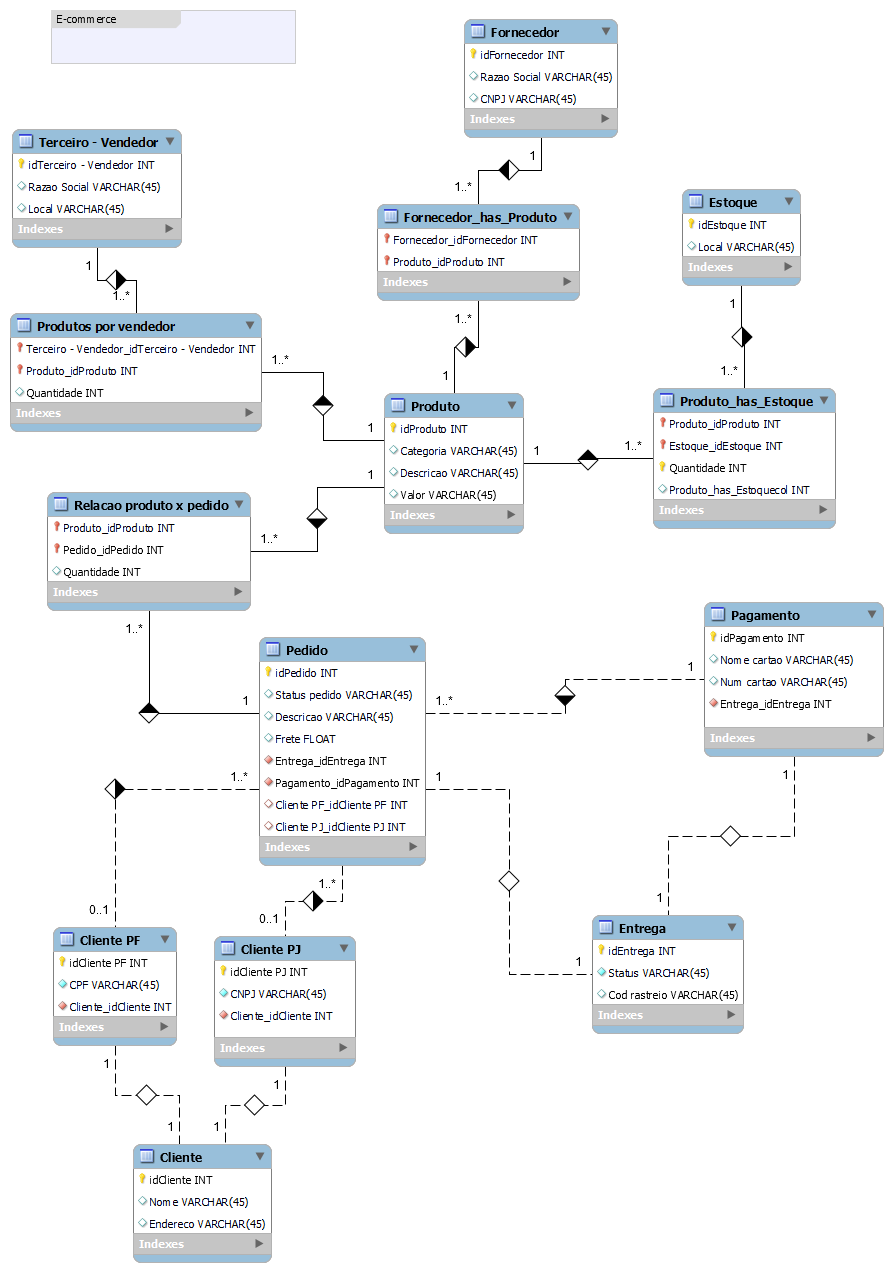 E-commerce
Fornecedor
idFornecedor INT
Razao Social VARCHAR(45)
CNPJ VARCHAR(45)
Indexes
1
1..*
Terceiro - Vendedor
idTerceiro - Vendedor INT
Razao Social VARCHAR(45)
Local VARCHAR(45)
Indexes
1
1..*
Fornecedor_has_Produto
Fornecedor_idFornecedor INT
Produto_idProduto INT
Indexes
1..*
1
Estoque
idEstoque INT
Local VARCHAR(45)
Indexes
1
1..*
Produtos por vendedor
Terceiro - Vendedor_idTerceiro - Vendedor INT
Produto_idProduto INT
Quantidade INT
Indexes
1..*
1
Produto
idProduto INT
Categoria VARCHAR(45)
Descricao VARCHAR(45)
Valor VARCHAR(45)
Indexes
1
1..*
Produto_has_Estoque
Produto_idProduto INT
Estoque_idEstoque INT
Quantidade INT
Produto_has_Estoquecol INT
Indexes
1
1..*
Relacao produto x pedido
Produto_idProduto INT
Pedido_idPedido INT
Quantidade INT
Indexes
1..*
1
Pedido
idPedido INT
Status pedido VARCHAR(45)
Descricao VARCHAR(45)
Frete FLOAT
Entrega_idEntrega INT
Pagamento_idPagamento INT
Cliente PF_idCliente PF INT
Cliente PJ_idCliente PJ INT
Indexes
1..*
1
Pagamento
idPagamento INT
Nome cartao VARCHAR(45)
Num cartao VARCHAR(45)
Entrega_idEntrega INT
Indexes
1
1
1..*
0..1
1..*
0..1
1
1
Entrega
idEntrega INT
Status VARCHAR(45)
Cod rastreio VARCHAR(45)
Indexes
Cliente PF
idCliente PF INT
CPF VARCHAR(45)
Cliente_idCliente INT
Indexes
1
1
Cliente PJ
idCliente PJ INT
CNPJ VARCHAR(45)
Cliente_idCliente INT
Indexes
1
1
Cliente
idCliente INT
Nome VARCHAR(45)
Endereco VARCHAR(45)
Indexes